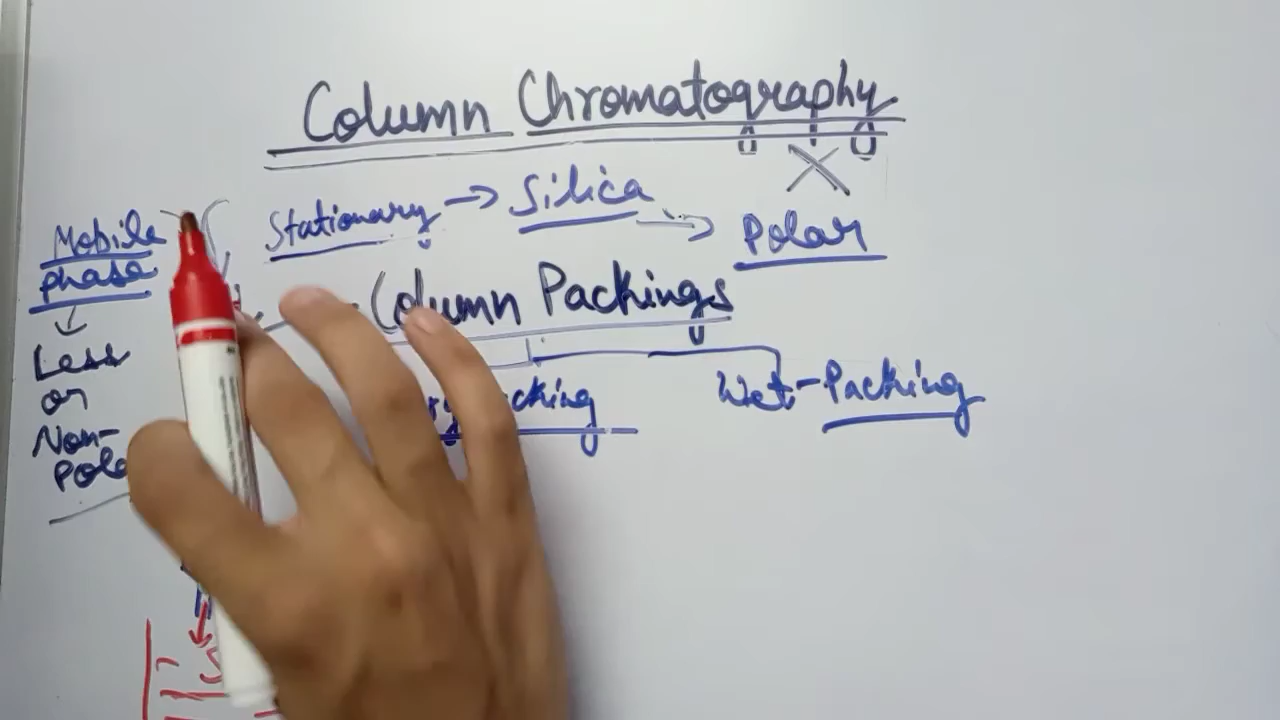 Column Chromatography
Stationary → Silica → Polar
Mobile
phase
↓
Less
or
Non-
Column Packings
Wet-Packing